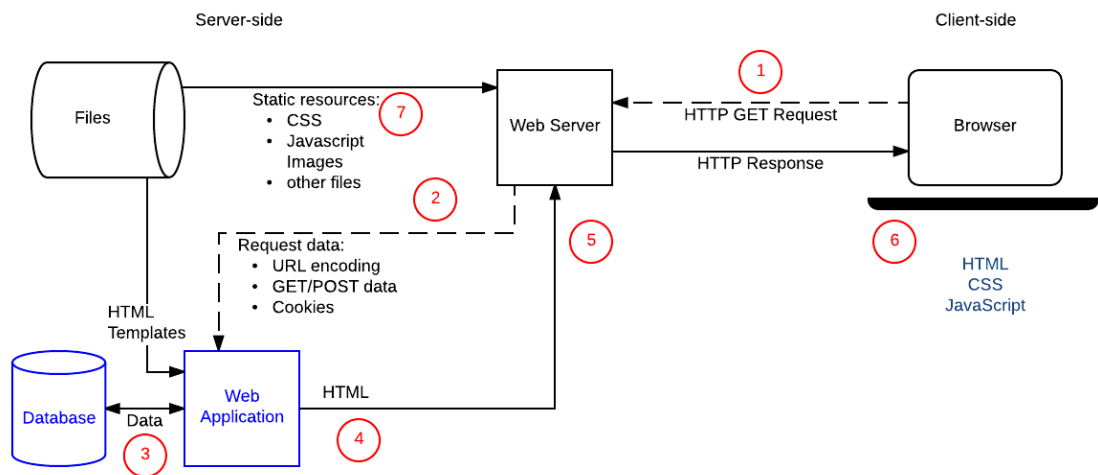 Server-side
Client-side
Files
Static resources:
• CSS
• Javascript
Images
• other files
7
Web Server
1
HTTP GET Request
HTTP Response
Browser
2
Request data:
• URL encoding
• GET/POST data
• Cookies
5
6
HTML
CSS
JavaScript
HTML
Templates
Database
Data
3
Web
Application
HTML
4